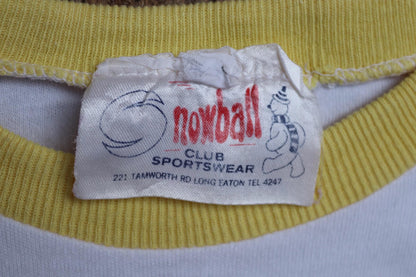 Snowball
CLUB
SPORTSWEAR
221 TAMWORTH RD LONG EATON TEL 4247